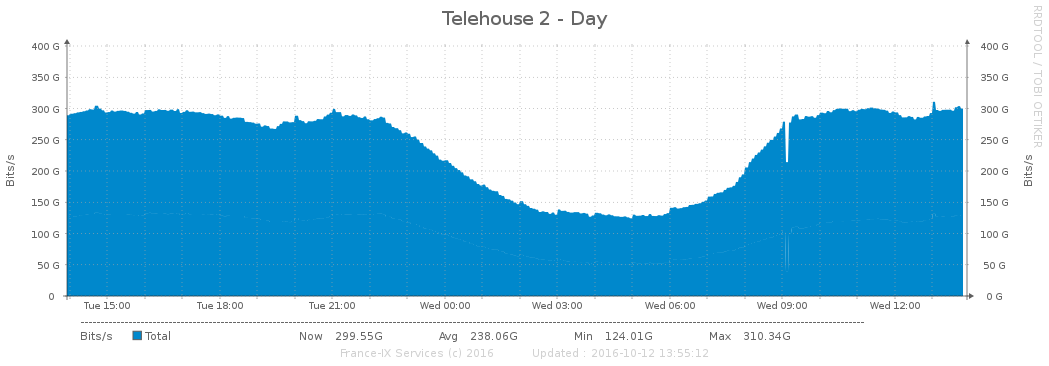 Telehouse 2 - Day
RRDTOOL / TOBI OETIKER
Bits/s
400 G 400 G
350 G 350 G
300 G 300 G
250 G 250 G
200 G 200 G
150 G 150 G
100 G 100 G
50 G 50 G
0 0 G
Bits/s
Tue 15:00 Tue 18:00 Tue 21:00 Wed 00:00 Wed 03:00 Wed 06:00 Wed 09:00 Wed 12:00
Bits/s Total Now 299.55G Avg 238.06G Min 124.01G Max 310.34G
France-IX Services (c) 2016 Updated : 2016-10-12 13:55:12